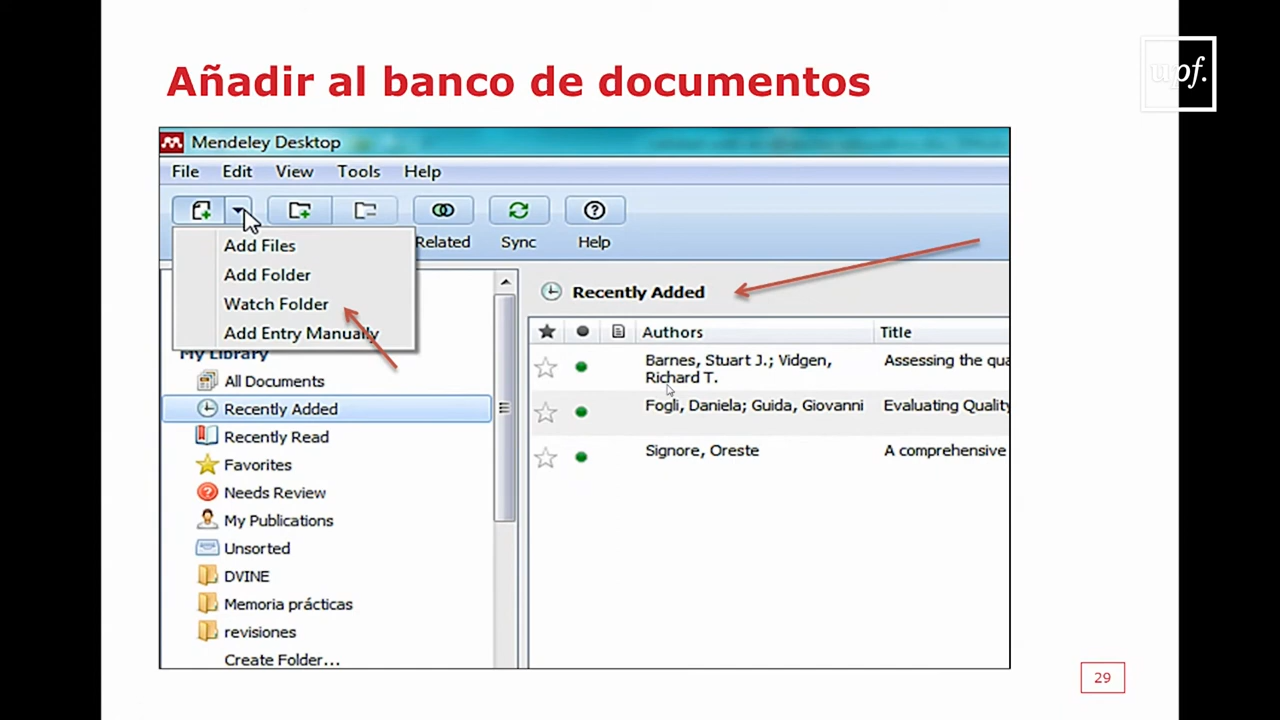 Añadir al banco de documentos
upf.
Mendeley Desktop
File Edit View Tools Help
Add Files
Add Folder
Watch Folder
Add Entry Manually
Related Sync Help
My Library
All Documents
Recently Added
Recently Read
Favorites
Needs Review
My Publications
Unsorted
DVINE
Memoria prácticas
revisiones
Create Folder...
Recently Added
Authors Title
Barnes, Stuart J.; Vidgen, Richard T. Assessing the qua
Fogli, Daniela; Guida, Giovanni Evaluating Quality
Signore, Oreste A comprehensive
29